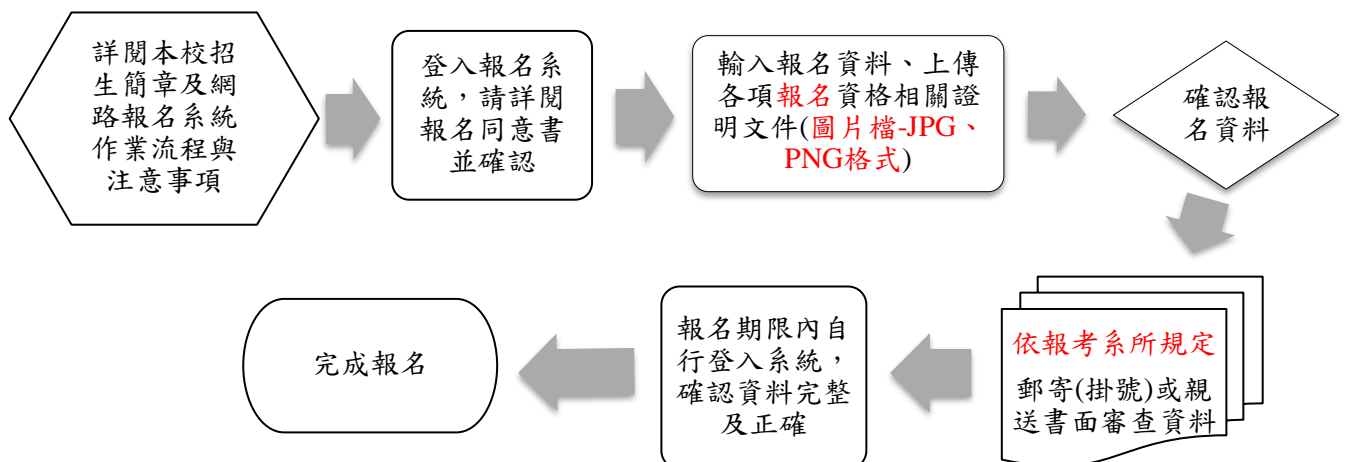 詳閱本校招
生簡章及網
路報名系統
作業流程與
注意事項
登入報名系
統，請詳閱
報名同意書
並確認
輸入報名資料、上傳
各項報名資格相關證
明文件(圖片檔-JPG、
PNG格式)
確認報
名資料
依報考系所規定
郵寄(掛號)或親
送書面審查資料
報名期限內自
行登入系統，
確認資料完整
及正確
完成報名